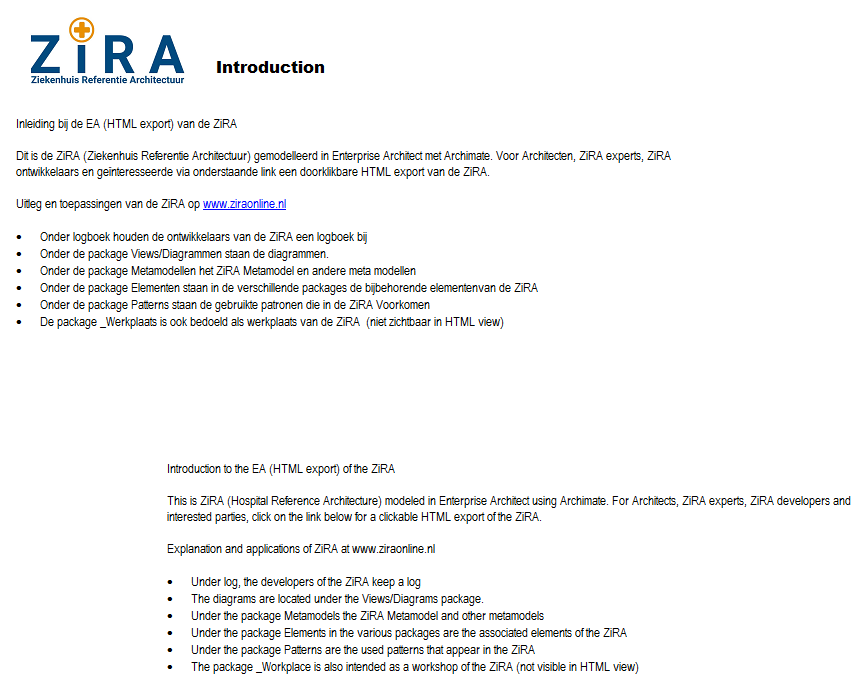 ZiRA
Ziekenhuis Referentie Architectuur
Introduction
Inleiding bij de EA (HTML export) van de ZiRA
Dit is de ZiRA (Ziekenhuis Referentie Architectuur) gemodelleerd in Enterprise Architect met Archimate. Voor Architecten, ZiRA experts, ZiRA
ontwikkelaars en geinteresseerde via onderstaande link een doorklikbare HTML export van de ZiRA.
Uitleg en toepassingen van de ZiRA op www.ziraonline.nl
• Onder logboek houden de ontwikkelaars van de ZiRA een logboek bij
• Onder de package Views/Diagrammen staan de diagrammen.
• Onder de package Metamodellen het ZiRA Metamodel en andere meta modellen
• Onder de package Elementen staan in de verschillende packages de bijbehorende elementenvan de ZiRA
• Onder de package Patterns staan de gebruikte patronen die in de ZiRA Voorkomen
• De package _Werkplaats is ook bedoeld als werkplaats van de ZiRA (niet zichtbaar in HTML view)
Introduction to the EA (HTML export) of the ZiRA
This is ZiRA (Hospital Reference Architecture) modeled in Enterprise Architect using Archimate. For Architects, ZiRA experts, ZiRA developers and
interested parties, click on the link below for a clickable HTML export of the ZiRA.
Explanation and applications of ZiRA at www.ziraonline.nl
• Under log, the developers of the ZiRA keep a log
• The diagrams are located under the Views/Diagrams package.
• Under the package Metamodels the ZiRA Metamodel and other metamodels
• Under the package Elements in the various packages are the associated elements of the ZiRA
• Under the package Patterns are the used patterns that appear in the ZiRA
• The package _Workplace is also intended as a workshop of the ZiRA (not visible in HTML view)